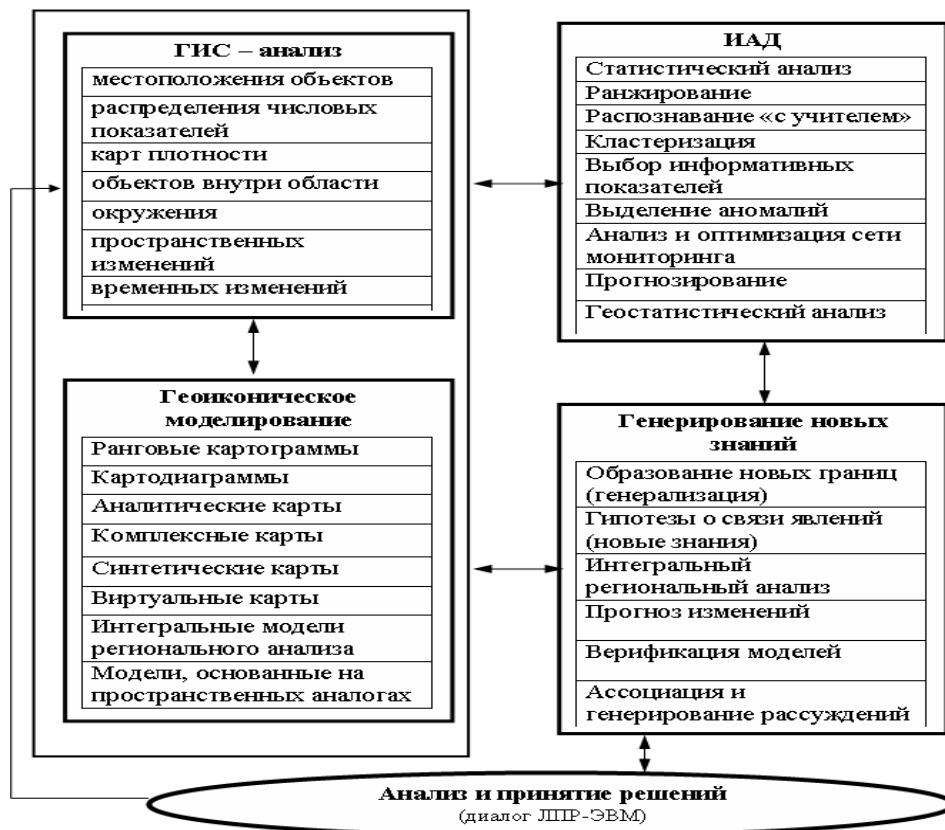 ГИС – анализ
местоположения объектов
распределения числовых
показателей
карт плотности
объектов внутри области
окружения
пространственных
изменений
временных изменений
Геоиконическое
моделирование
Ранговые картограммы
Картодиаграммы
Аналитические карты
Комплексные карты
Синтетические карты
Виртуальные карты
Интегральные модели
регионального анализа
Модели, основанные на
пространственных аналогах
ИАД
Статистический анализ
Ранжирование
Распознавание «с учителем»
Кластеризация
Выбор информативных
показателей
Выделение аномалий
Анализ и оптимизация сети
мониторинга
Прогнозирование
Геостатистический анализ
Генерирование новых
знаний
Образование новых границ
(генерализация)
Гипотезы о связи явлений
(новые знания)
Интегральный
региональный анализ
Прогноз изменений
Верификация моделей
Ассоциация и
генерирование рассуждений
Анализ и принятие решений
(диалог ЛПР-ЭВМ)